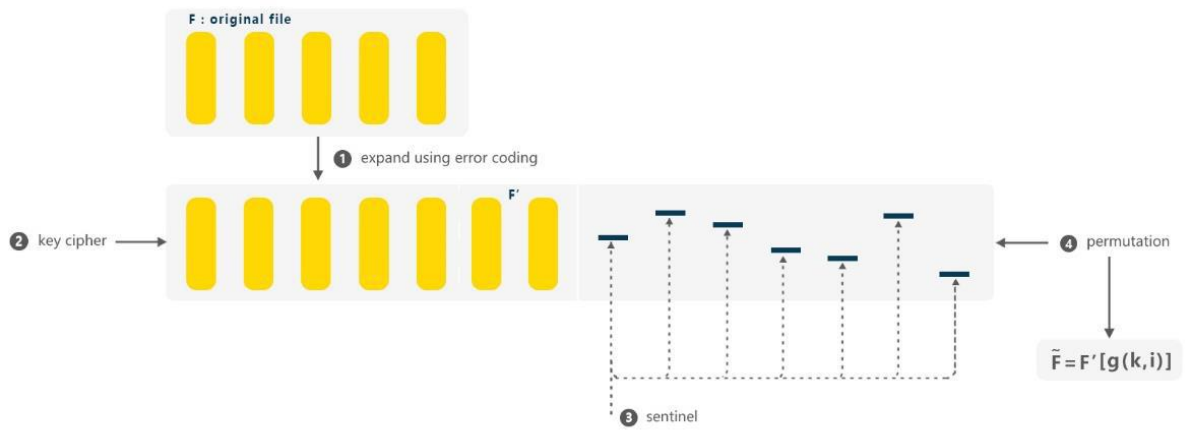 F : original file
1 expand using error coding
F′
2 key cipher
4 permutation
F̃ = F′[g(k,i)]
3 sentinel